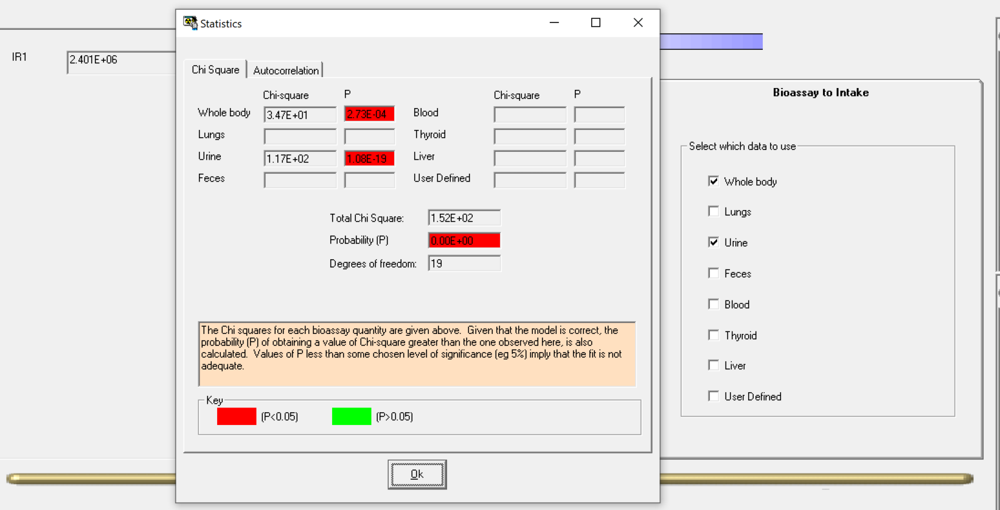 Statistics
IR1
2.401E+06
Chi Square
Autocorrelation
Chi-square
P
Chi-square
P
Whole body
3.47E+01
2.73E-04
Blood
Lungs
Thyroid
Urine
1.17E+02
1.08E-19
Liver
Feces
User Defined
Total Chi Square:
1.52E+02
Probability (P)
0.00E+00
Degrees of freedom:
19
The Chi squares for each bioassay quantity are given above.  Given that the model is correct, the
probability (P) of obtaining a value of Chi-square greater than the one observed here, is also
calculated.  Values of P less than some chosen level of significance (eg 5%) imply that the fit is not
adequate.
Key
(P<0.05)
(P>0.05)
Ok
Bioassay to Intake
Select which data to use
Whole body
Lungs
Urine
Feces
Blood
Thyroid
Liver
User Defined